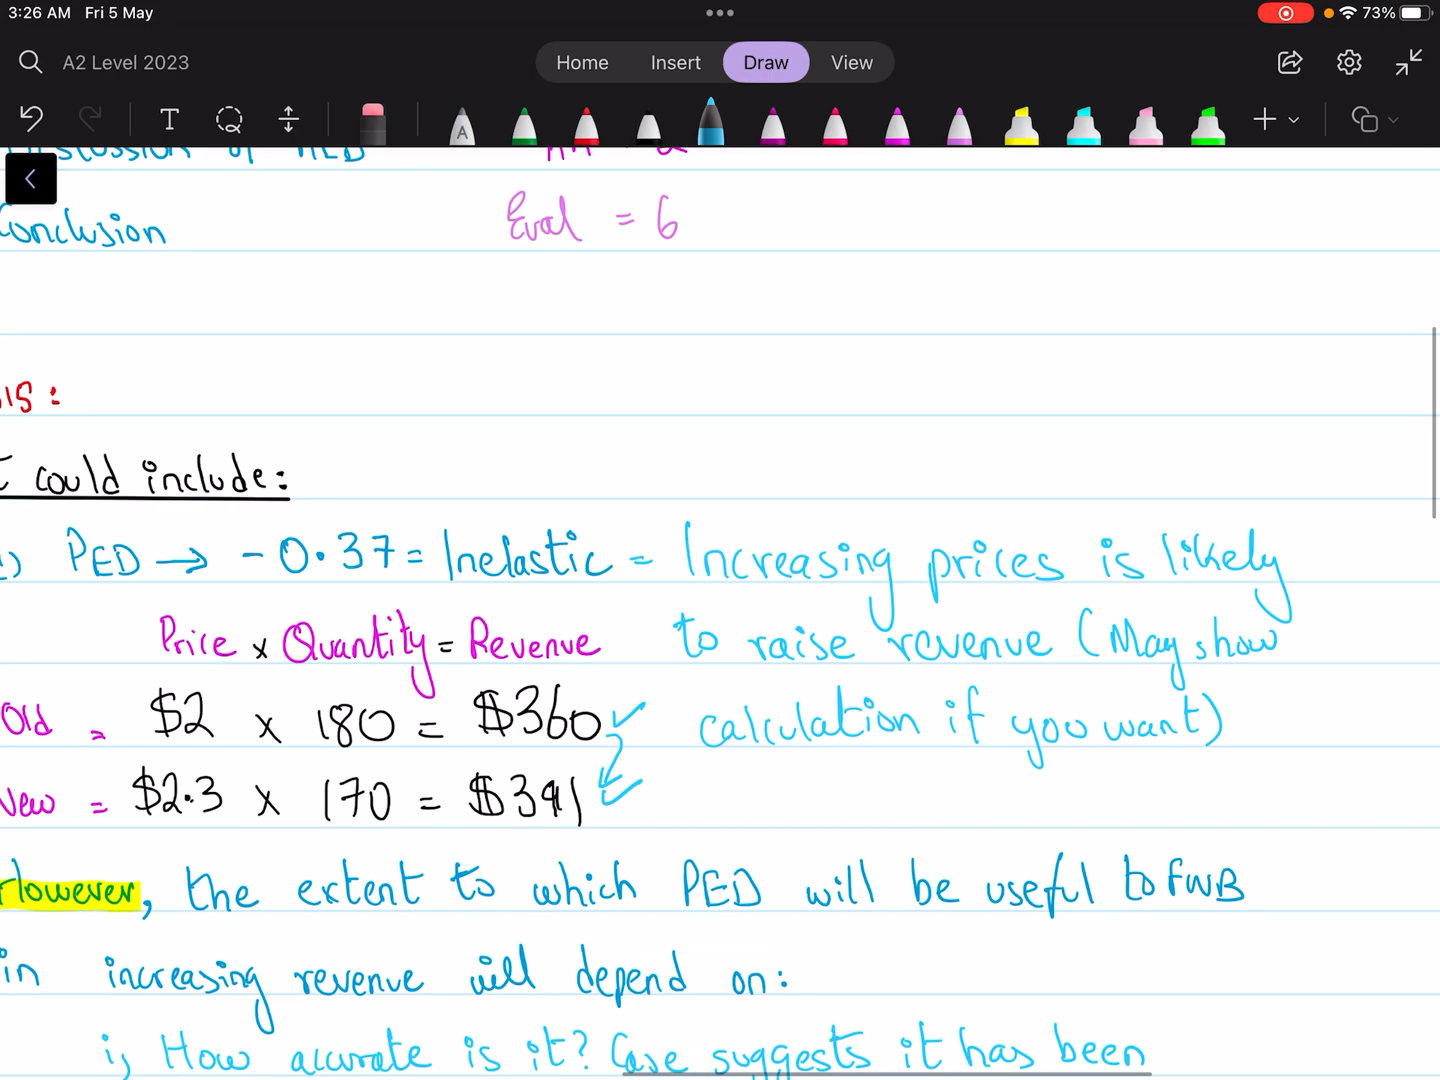 3:26 AM Fri 5 May 73%
A2 Level 2023 Home Insert Draw View
T A
of
Conclusion Eval = 6
could include:
PED → -0.37 = Inelastic = Increasing prices is likely
Price x Quantity = Revenue to raise revenue (May show
Old = $2 x 180 = $360 calculation if you want)
New = $2.3 x 170 = $391
However, the extent to which PED will be useful to FWB
in increasing revenue will depend on:
i, How accurate is it? Case suggests it has been